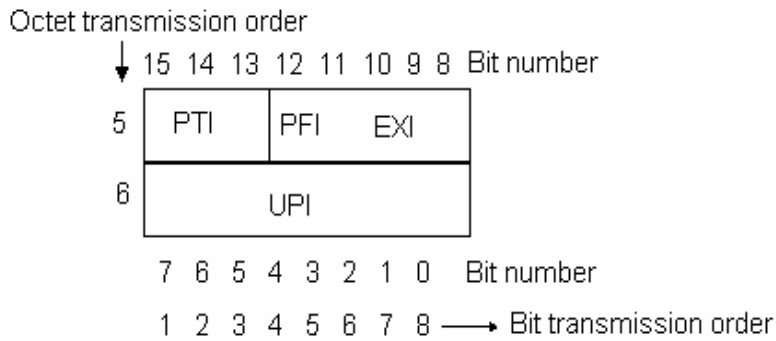 Octet transmission order
15 14 13 12 11 10 9 8 Bit number
5 PTI PFI EXI
6 UPI
7 6 5 4 3 2 1 0 Bit number
1 2 3 4 5 6 7 8 Bit transmission order